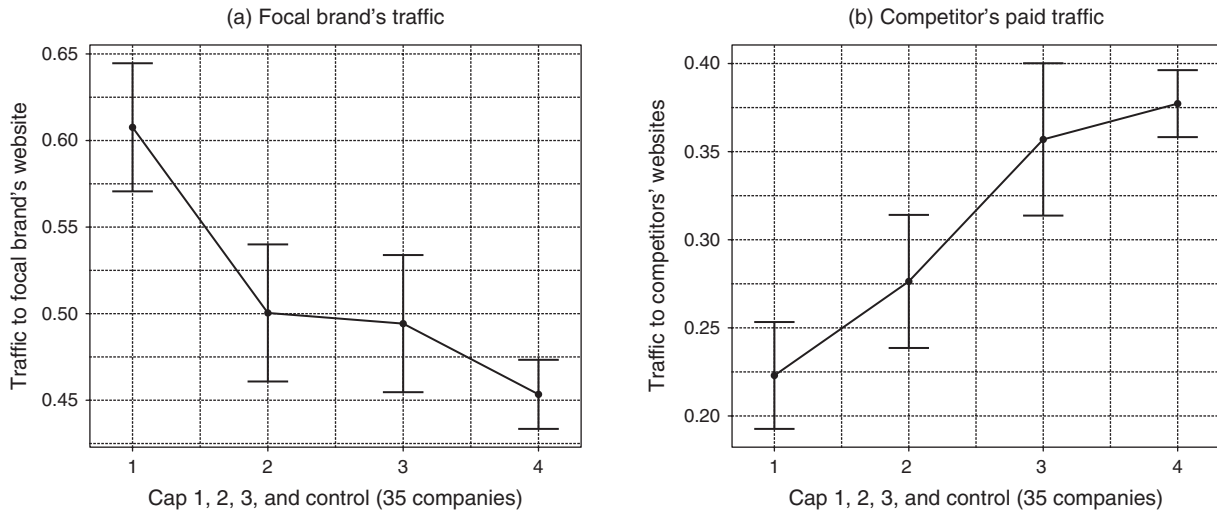 (a) Focal brand's traffic
Traffic to focal brand's website
0.65
0.60
0.55
0.50
0.45
1 2 3 4
Cap 1, 2, 3, and control (35 companies)
(b) Competitor's paid traffic
Traffic to competitors' websites
0.40
0.35
0.30
0.25
0.20
1 2 3 4
Cap 1, 2, 3, and control (35 companies)